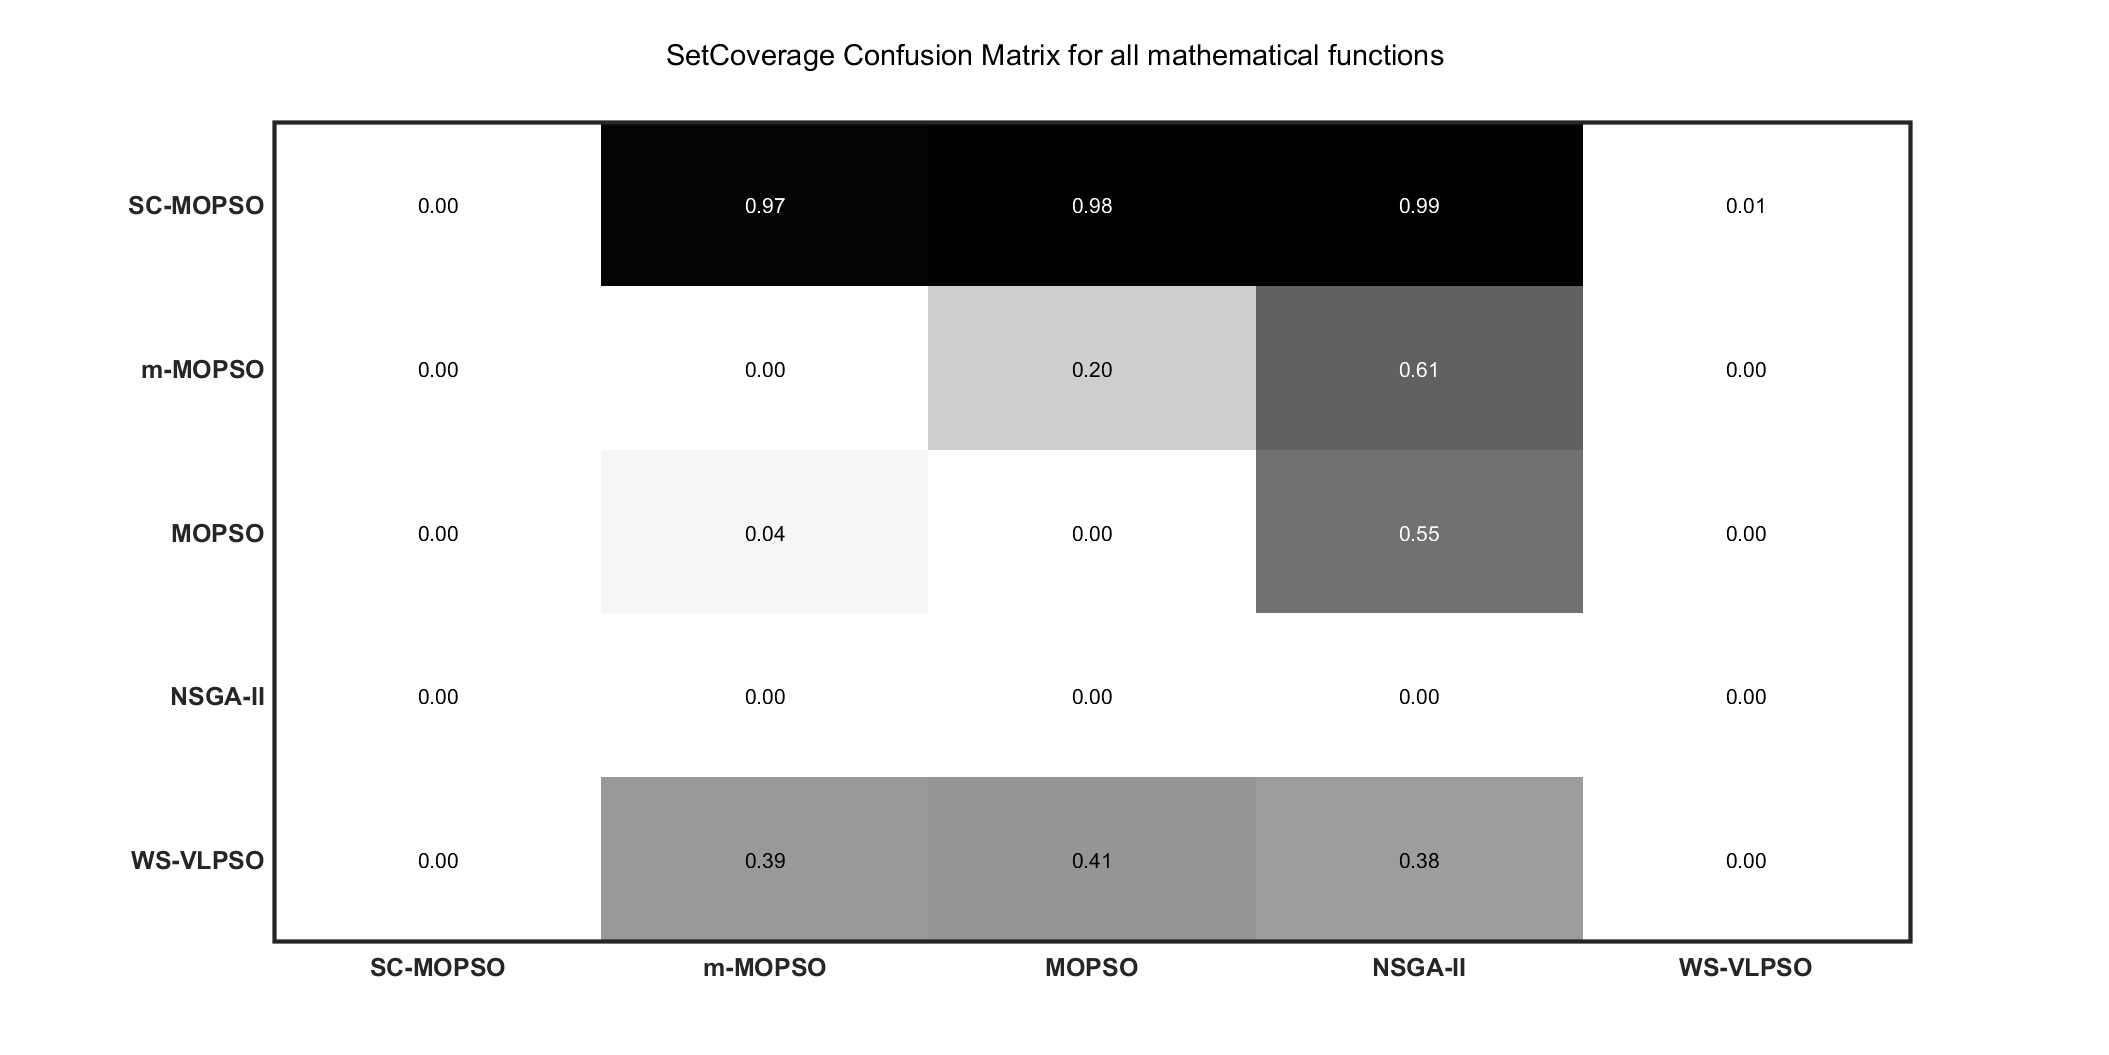 SetCoverage Confusion Matrix for all mathematical functions
SC-MOPSO 0.00 0.97 0.98 0.99 0.01
m-MOPSO 0.00 0.00 0.20 0.61 0.00
MOPSO 0.00 0.04 0.00 0.55 0.00
NSGA-II 0.00 0.00 0.00 0.00 0.00
WS-VLPSO 0.00 0.39 0.41 0.38 0.00
SC-MOPSO m-MOPSO MOPSO NSGA-II WS-VLPSO